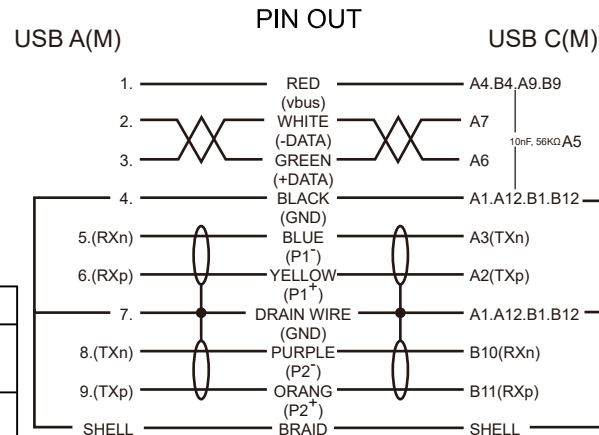 PIN OUT
USB A(M) USB C(M)
1. RED A4.B4.A9.B9
(vbus)
2. WHITE A7
(-DATA)
10nF, 56KΩ A5
3. GREEN A6
(+DATA)
4. BLACK A1.A12.B1.B12
(GND)
5.(RXn) BLUE A3(TXn)
(P1-)
6.(RXp) YELLOW A2(TXp)
(P1+)
7. DRAIN WIRE A1.A12.B1.B12
(GND)
8.(TXn) PURPLE B10(RXn)
(P2-)
9.(TXp) ORANG B11(RXp)
(P2+)
SHELL BRAID SHELL